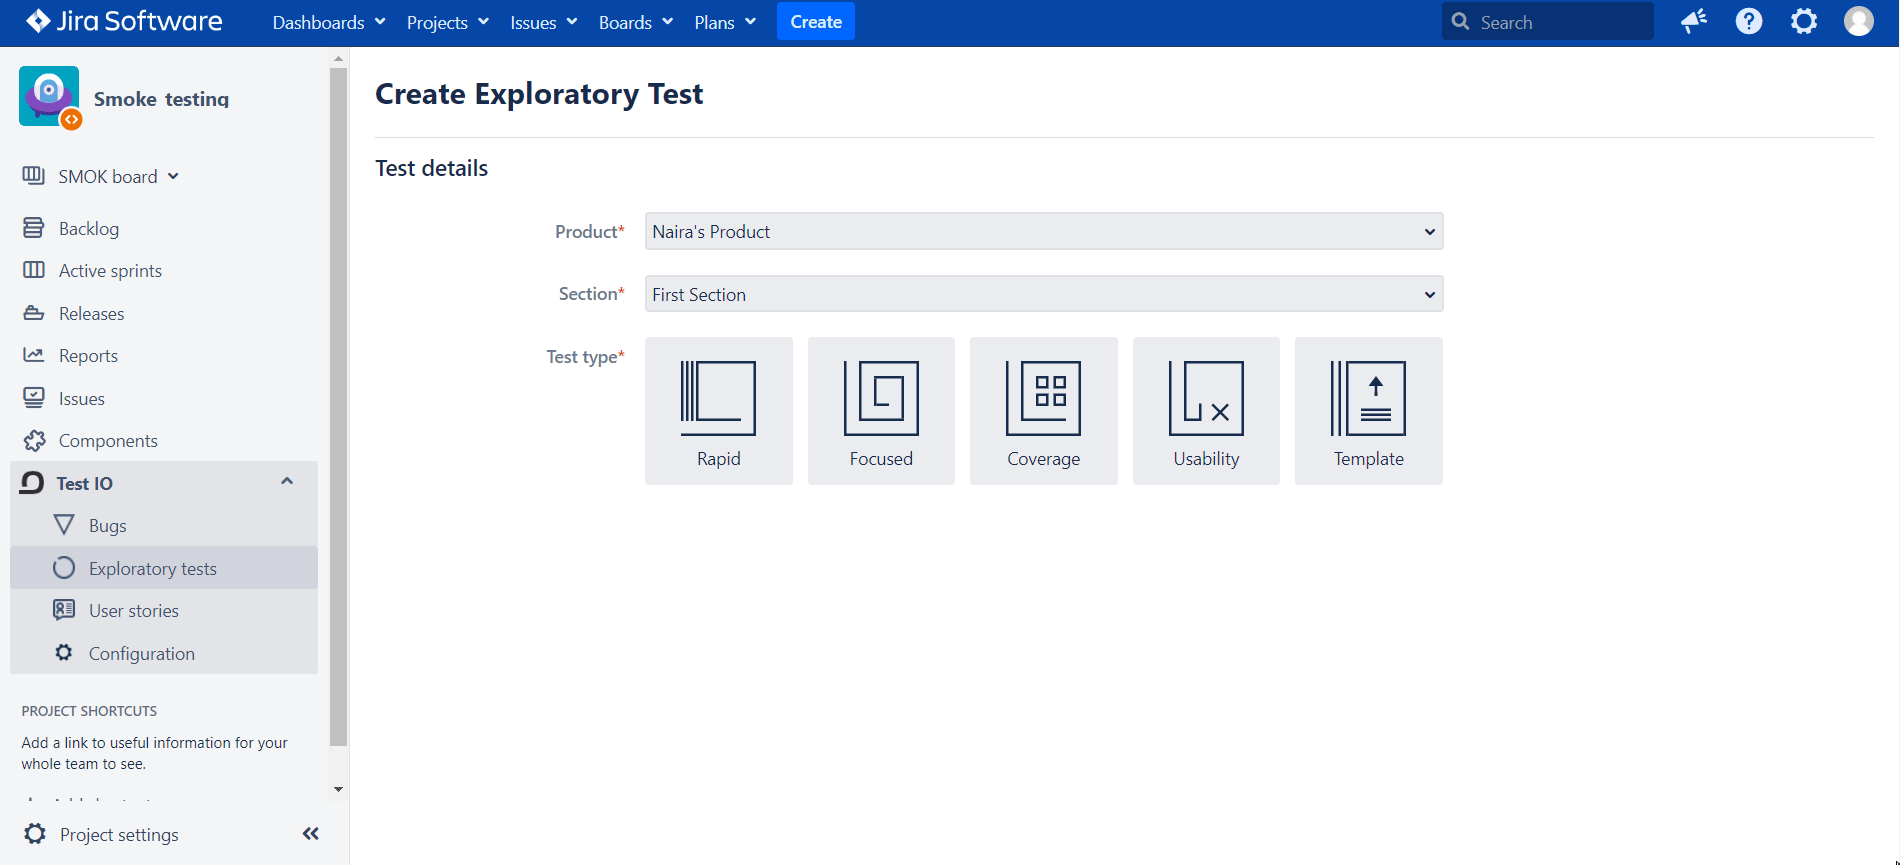 Jira Software Dashboards Projects Issues Boards Plans Create Search
Smoke testing
SMOK board
Backlog
Active sprints
Releases
Reports
Issues
Components
Test IO
Bugs
Exploratory tests
User stories
Configuration
PROJECT SHORTCUTS
Add a link to useful information for your
whole team to see.
Project settings
Create Exploratory Test
Test details
Product* Naira's Product
Section* First Section
Test type*
Rapid Focused Coverage Usability Template